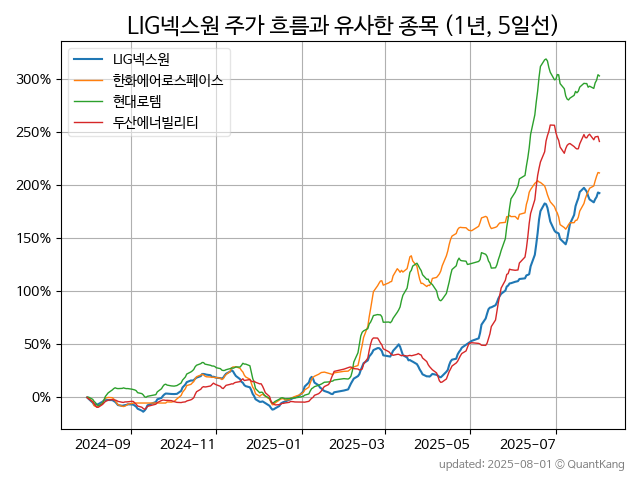 LIG넥스원 주가 흐름과 유사한 종목 (1년, 5일선)
LIG넥스원
한화에어로스페이스
현대로템
두산에너빌리티
300%
250%
200%
150%
100%
50%
0%
2024-09 2024-11 2025-01 2025-03 2025-05 2025-07
updated: 2025-08-01 © QuantKang